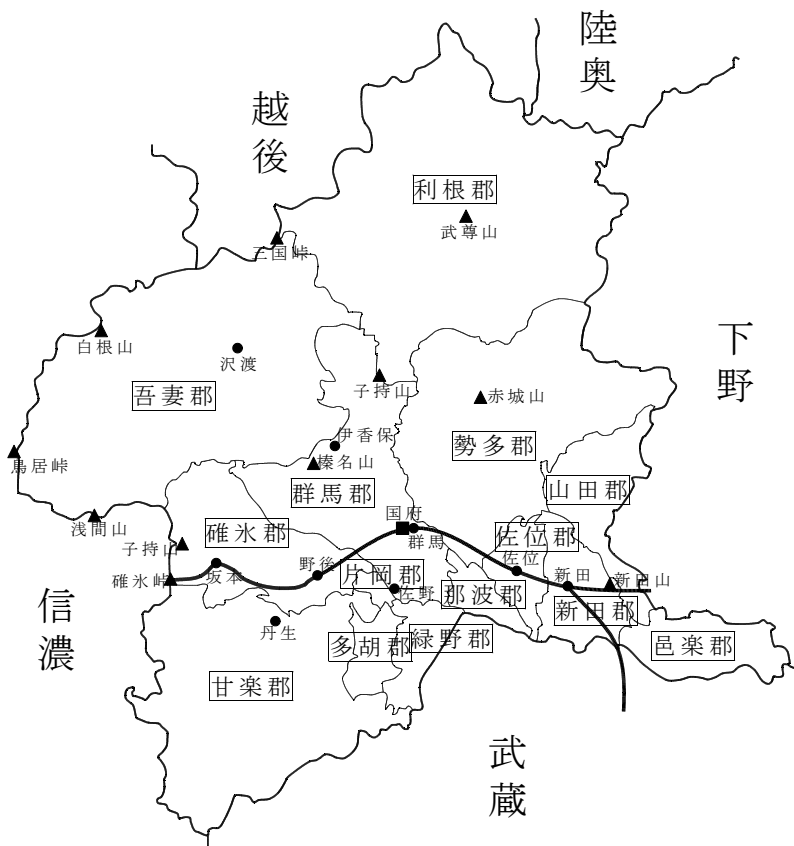 陸奥
越後
利根郡
武尊山
三国峠
白根山
沢渡
下野
吾妻郡
子持山
赤城山
伊香保
勢多郡
鳥居峠
榛名山
群馬郡
山田郡
浅間山
国府
碓氷郡
群馬
佐位郡
子持山
野後
佐位
碓氷峠
坂本
片岡郡
新田
新田山
佐野
那波郡
信濃
丹生
新田郡
多胡郡
緑野郡
邑楽郡
甘楽郡
武蔵